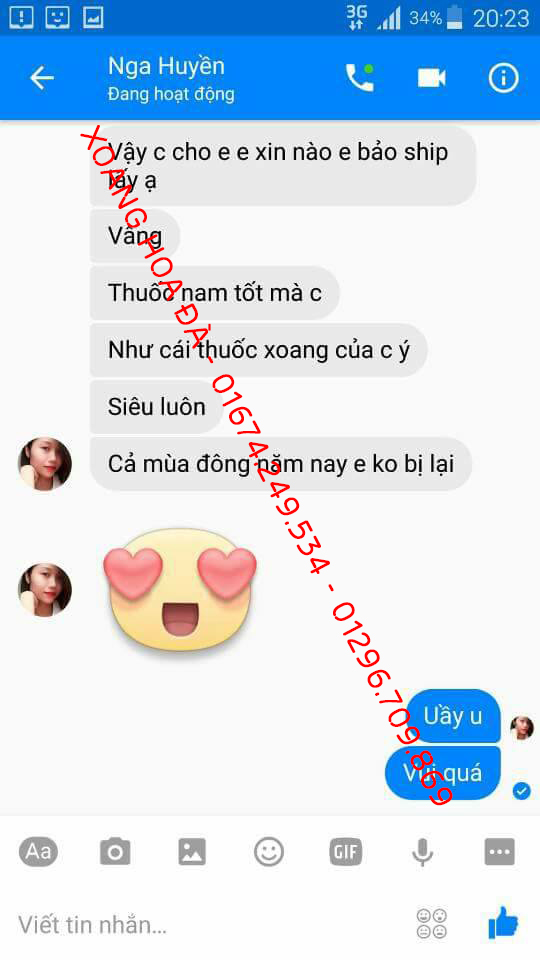 3G 34% 20:23
Nga Huyền
Đang hoạt động
Vậy c cho e e xin nào e bảo ship
lấy ạ
Vâng
Thuốc nam tốt mà c
Như cái thuốc xoang của c ý
Siêu luôn
Cả mùa đông năm nay e ko bị lại
XOANG HOA ĐÀ - 01674.249.534 - 01296.709.869
Uầy u
Vui quá
Aa
GIF
Viết tin nhắn...